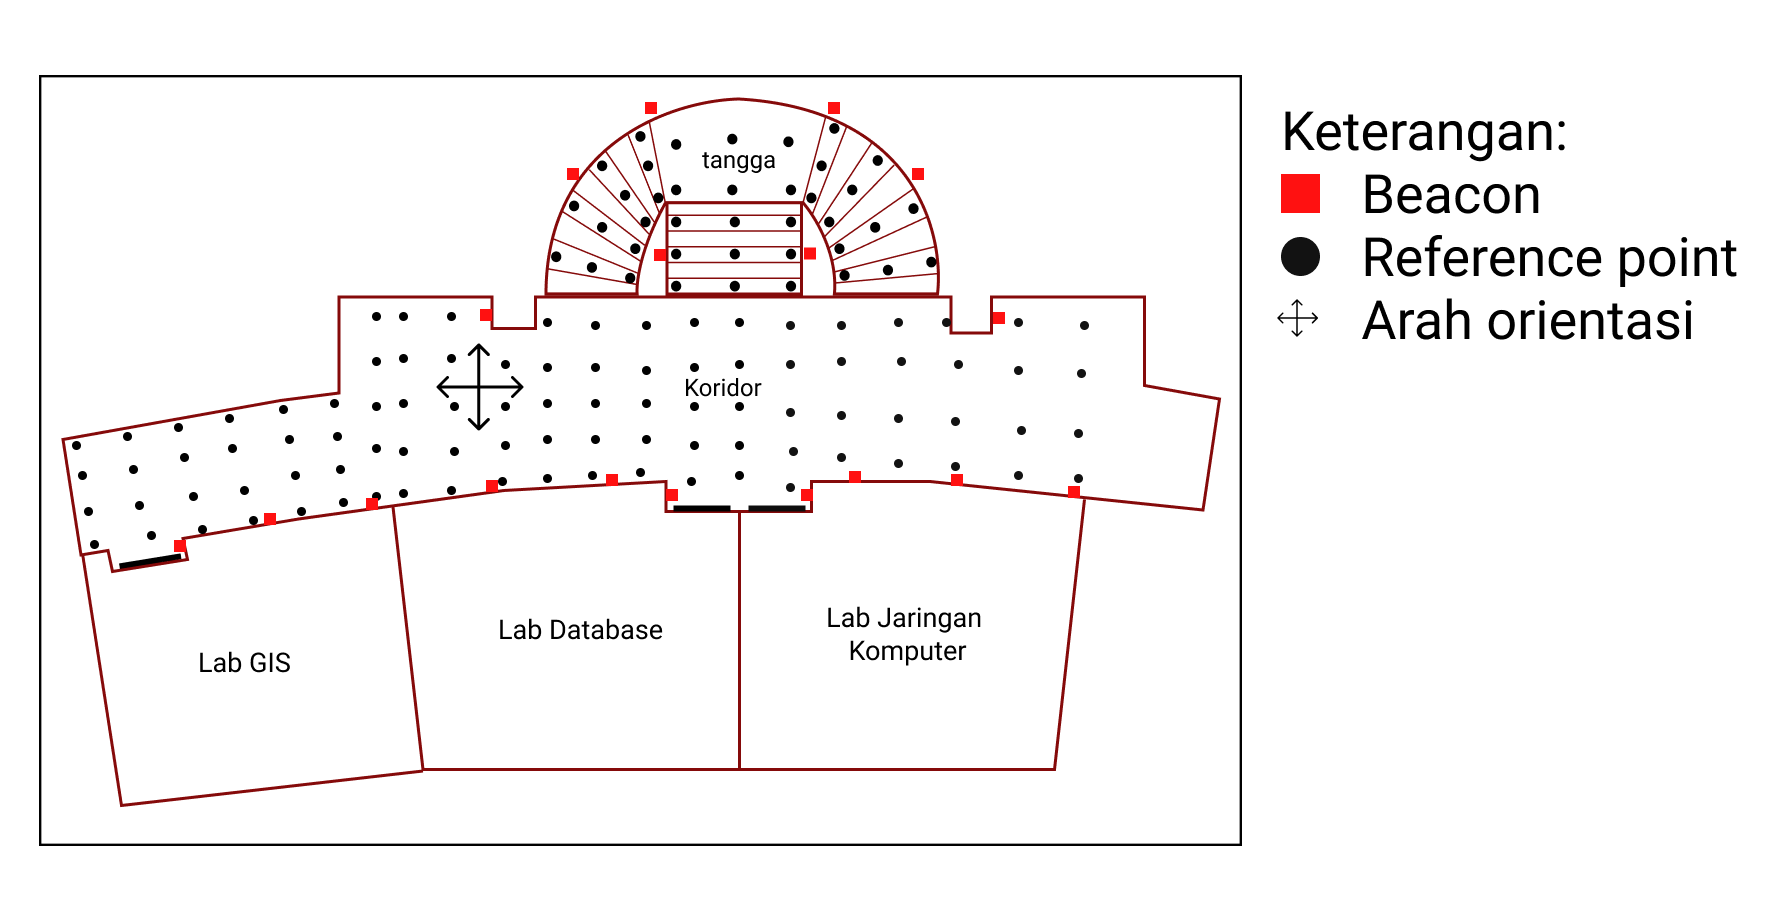 tangga
Koridor
Lab GIS
Lab Database
Lab Jaringan
Komputer
Keterangan:
Beacon
Reference point
Arah orientasi